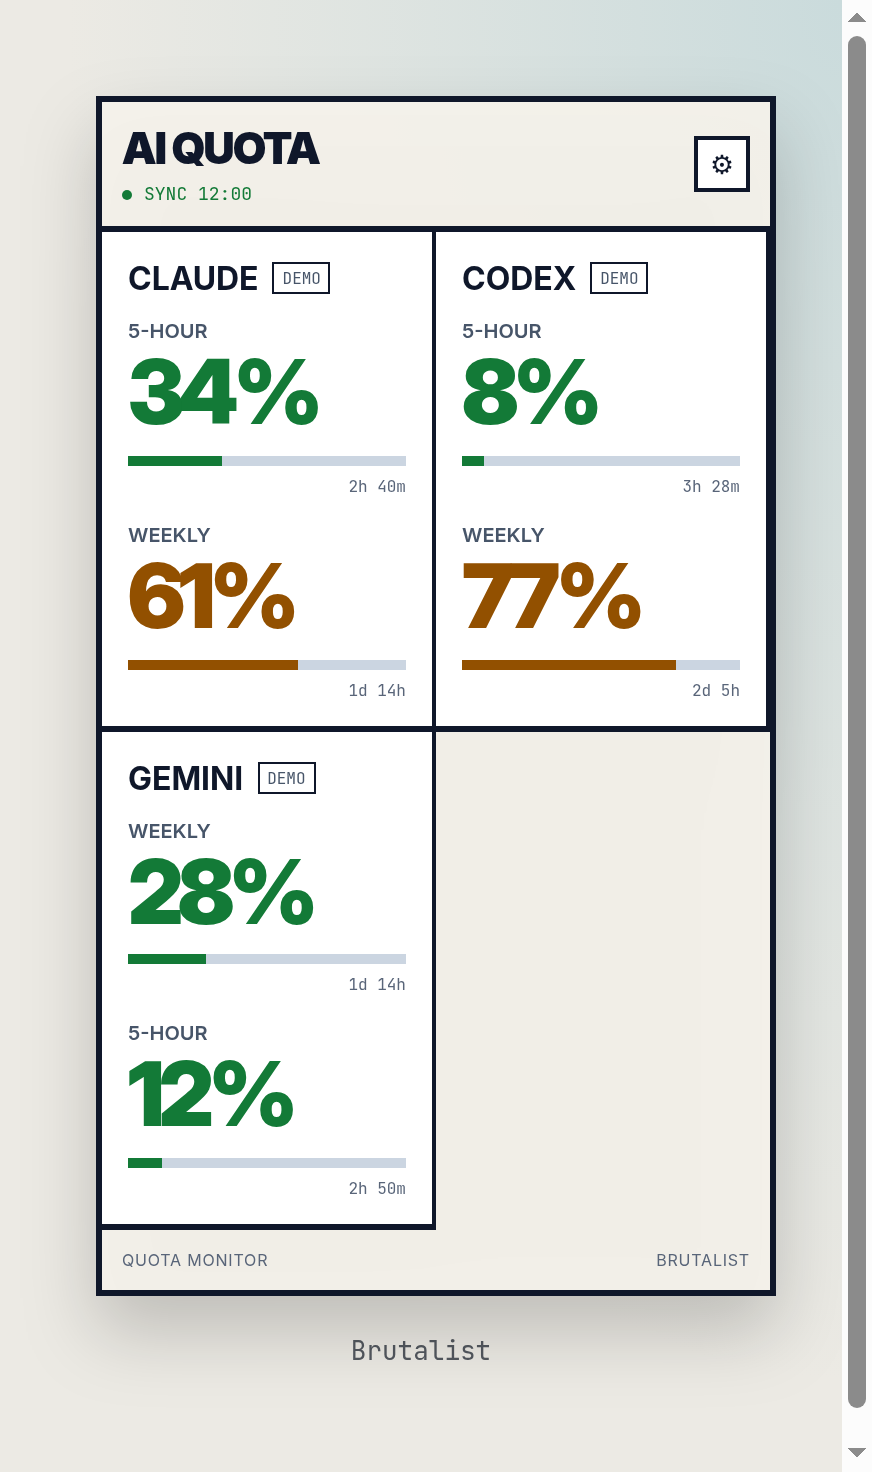 AI QUOTA
SYNC 12:00
⚙
CLAUDE DEMO
5-HOUR
34%
2h 40m
WEEKLY
61%
1d 14h
CODEX DEMO
5-HOUR
8%
3h 28m
WEEKLY
77%
2d 5h
GEMINI DEMO
WEEKLY
28%
1d 14h
5-HOUR
12%
2h 50m
QUOTA MONITOR
BRUTALIST
Brutalist